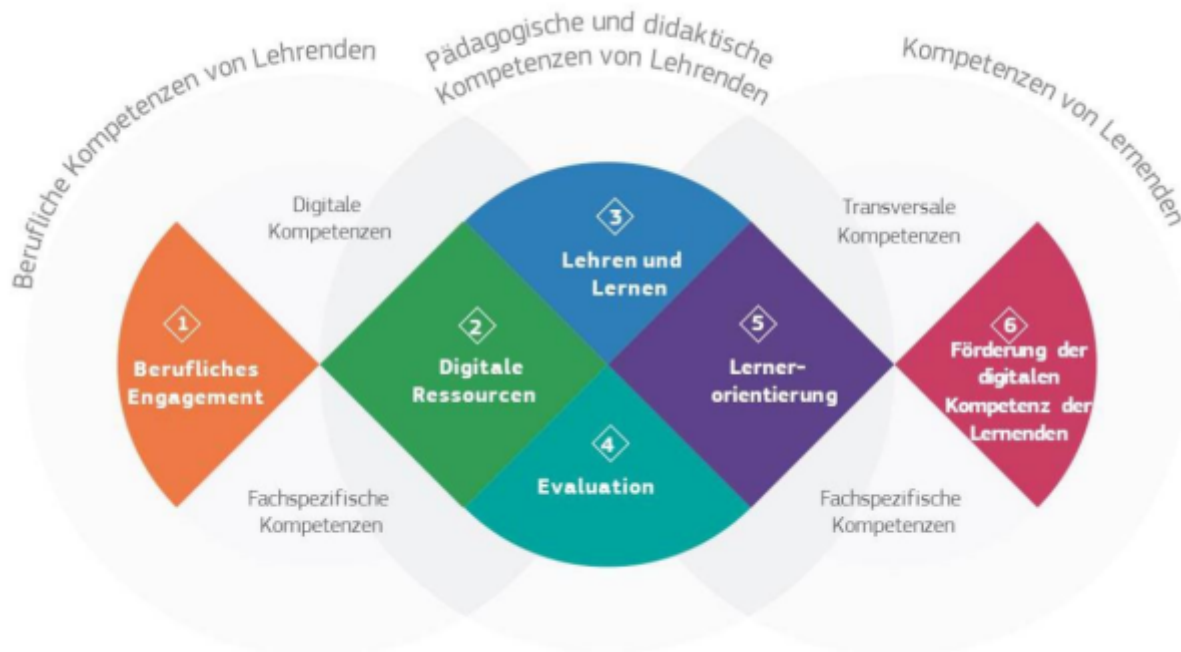 Berufliche Kompetenzen von Lehrenden
Pädagogische und didaktische
Kompetenzen von Lehrenden
Kompetenzen von Lernenden
Digitale
Kompetenzen
Transversale
Kompetenzen
3
Lehren und
Lernen
1
Berufliches
Engagement
2
Digitale
Ressourcen
5
Lerner-
orientierung
6
Förderung der
digitalen
Kompetenz der
Lernenden
4
Evaluation
Fachspezifische
Kompetenzen
Fachspezifische
Kompetenzen